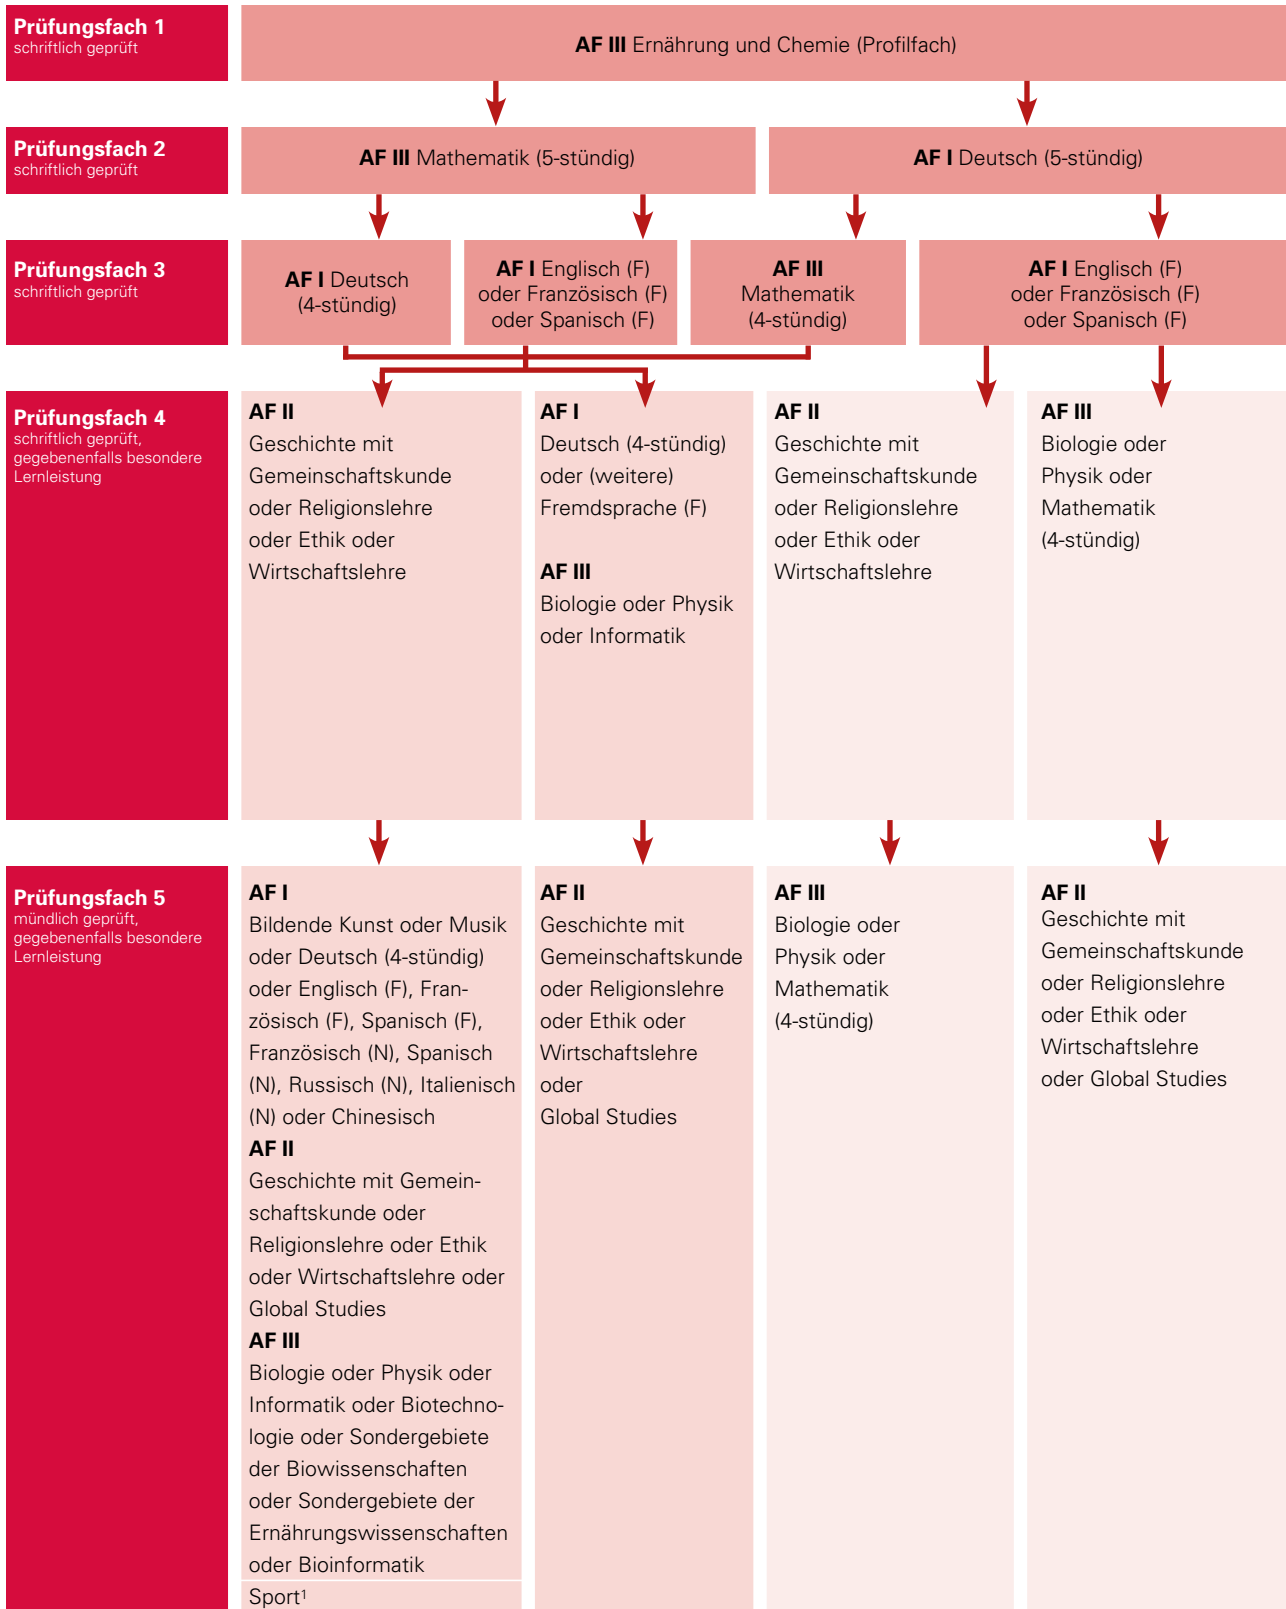 Prüfungsfach 1
schriftlich geprüft
AF III Ernährung und Chemie (Profilfach)
Prüfungsfach 2
schriftlich geprüft
AF III Mathematik (5-stündig)
AF I Deutsch (5-stündig)
Prüfungsfach 3
schriftlich geprüft
AF I Deutsch
(4-stündig)
AF I Englisch (F)
oder Französisch (F)
oder Spanisch (F)
AF III
Mathematik
(4-stündig)
AF I Englisch (F)
oder Französisch (F)
oder Spanisch (F)
Prüfungsfach 4
schriftlich geprüft,
gegebenenfalls besondere
Lernleistung
AF II
Geschichte mit
Gemeinschaftskunde
oder Religionslehre
oder Ethik oder
Wirtschaftslehre
AF I
Deutsch (4-stündig)
oder (weitere)
Fremdsprache (F)
AF III
Biologie oder Physik
oder Informatik
AF II
Geschichte mit
Gemeinschaftskunde
oder Religionslehre
oder Ethik oder
Wirtschaftslehre
AF III
Biologie oder
Physik oder
Mathematik
(4-stündig)
Prüfungsfach 5
mündlich geprüft,
gegebenenfalls besondere
Lernleistung
AF I
Bildende Kunst oder Musik
oder Deutsch (4-stündig)
oder Englisch (F), Fran-
zösisch (F), Spanisch (F),
Französisch (N), Spanisch
(N), Russisch (N), Italienisch
(N) oder Chinesisch
AF II
Geschichte mit Gemein-
schaftskunde oder
Religionslehre oder Ethik
oder Wirtschaftslehre oder
Global Studies
AF III
Biologie oder Physik oder
Informatik oder Biotechno-
logie oder Sondergebiete
der Biowissenschaften
oder Sondergebiete der
Ernährungswissenschaften
oder Bioinformatik
Sport¹
AF II
Geschichte mit
Gemeinschaftskunde
oder Religionslehre
oder Ethik oder
Wirtschaftslehre
oder
Global Studies
AF III
Biologie oder
Physik oder
Mathematik
(4-stündig)
AF II
Geschichte mit
Gemeinschaftskunde
oder Religionslehre
oder Ethik oder
Wirtschaftslehre
oder Global Studies